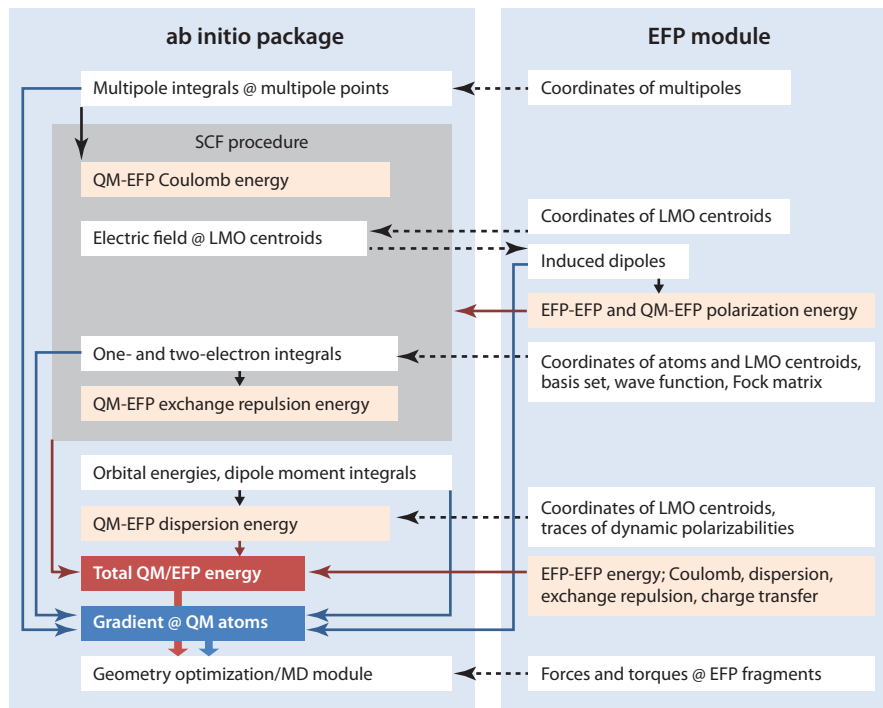 ab initio package
Multipole integrals @ multipole points
SCF procedure
QM-EFP Coulomb energy
Electric field @ LMO centroids
One- and two-electron integrals
QM-EFP exchange repulsion energy
Orbital energies, dipole moment integrals
QM-EFP dispersion energy
Total QM/EFP energy
Gradient @ QM atoms
Geometry optimization/MD module
EFP module
Coordinates of multipoles
Coordinates of LMO centroids
Induced dipoles
EFP-EFP and QM-EFP polarization energy
Coordinates of atoms and LMO centroids,
basis set, wave function, Fock matrix
Coordinates of LMO centroids,
traces of dynamic polarizabilities
EFP-EFP energy; Coulomb, dispersion,
exchange repulsion, charge transfer
Forces and torques @ EFP fragments